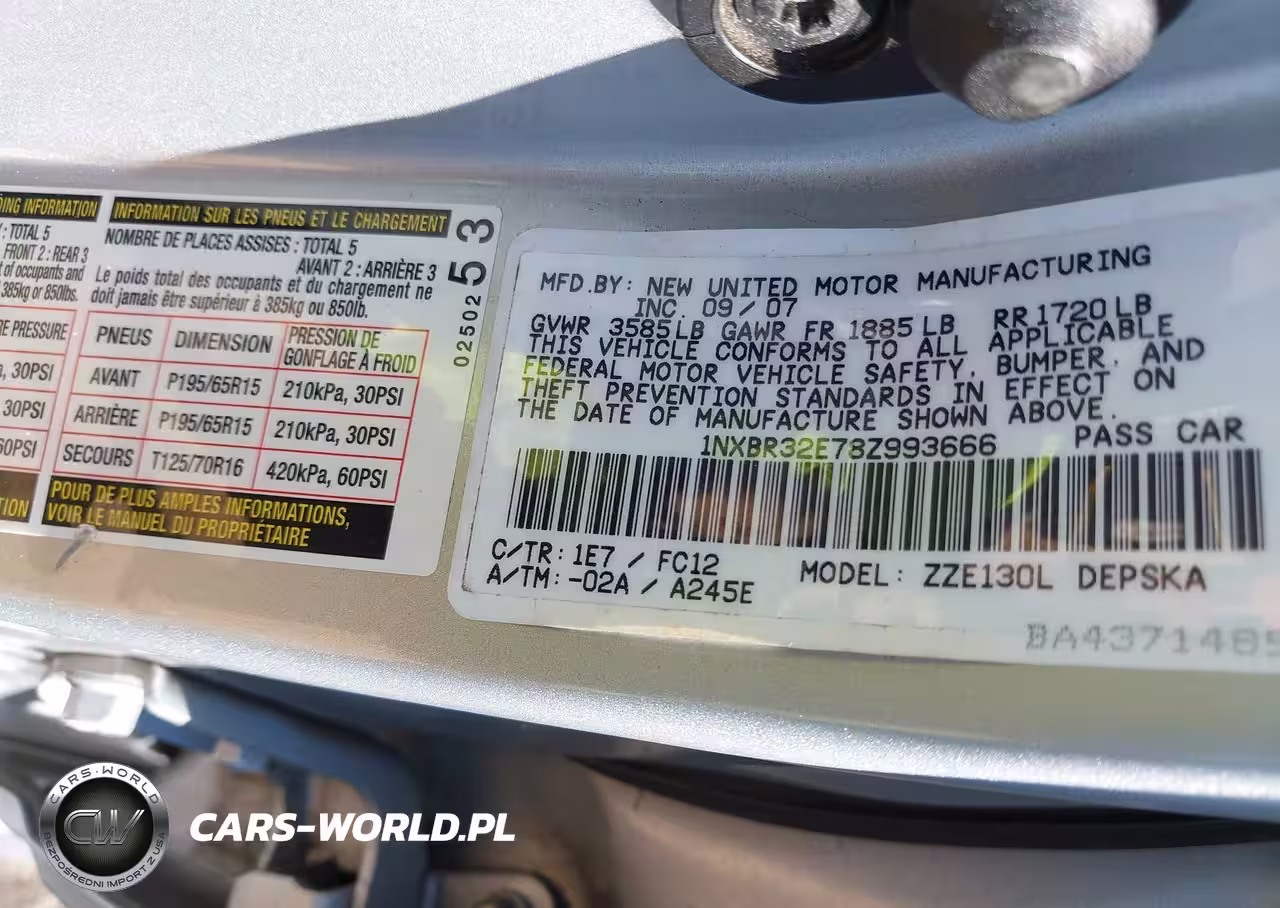 DING INFORMATION
: TOTAL 5
FRONT 2 : REAR 3
t of occupants and
385kg or 850lbs.
E PRESSURE
, 30PSI
30PSI
60PSI
TION
INFORMATION SUR LES PNEUS ET LE CHARGEMENT
NOMBRE DE PLACES ASSISES : TOTAL 5
AVANT 2 : ARRIÈRE 3
Le poids total des occupants et du chargement ne
doit jamais être supérieur à 385kg ou 850lb.
PNEUS DIMENSION PRESSION DE GONFLAGE À FROID
AVANT P195/65R15 210kPa, 30PSI
ARRIÈRE P195/65R15 210kPa, 30PSI
SECOURS T125/70R16 420kPa, 60PSI
POUR DE PLUS AMPLES INFORMATIONS,
VOIR LE MANUEL DU PROPRIÉTAIRE
02502 53
MFD.BY: NEW UNITED MOTOR MANUFACTURING
INC. 09/07
GVWR 3585LB GAWR FR 1885LB RR1720LB
THIS VEHICLE CONFORMS TO ALL APPLICABLE
FEDERAL MOTOR VEHICLE SAFETY, BUMPER, AND
THEFT PREVENTION STANDARDS IN EFFECT ON
THE DATE OF MANUFACTURE SHOWN ABOVE.
1NXBR32E78Z993666 PASS CAR
C/TR: 1E7 / FC12
A/TM: -02A / A245E
MODEL: ZZE130L DEPSKA
BA4371485
CARS-WORLD
CW
BEZPOŚREDNI IMPORT Z USA
CARS-WORLD.PL